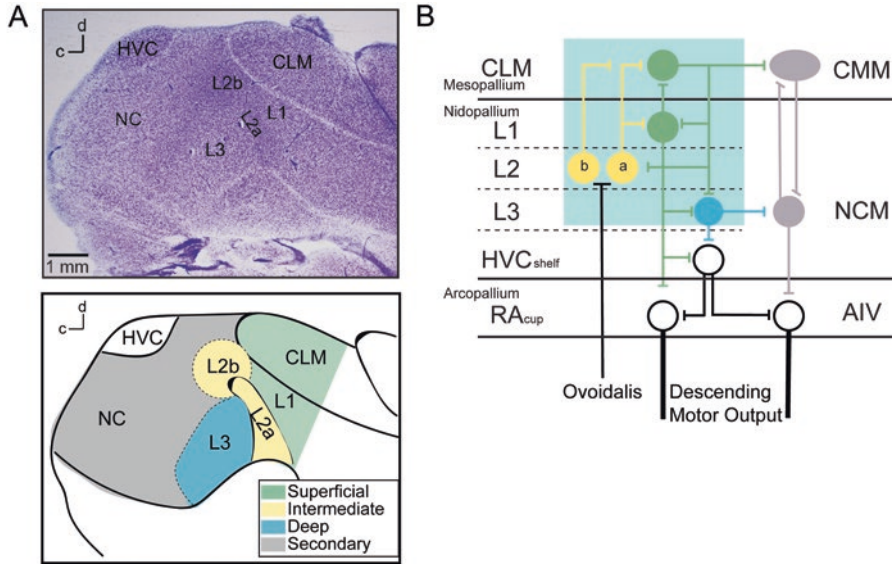 A
d
c
HVC
CLM
L2b
L1
NC
L2a
L3
1 mm
d
c
HVC
CLM
L2b
L1
NC
L2a
L3
Superficial
Intermediate
Deep
Secondary
B
CLM
CMM
Mesopallium
Nidopallium
L1
L2
b
a
L3
NCM
HVCshelf
Arcopallium
RAcup
AIV
Ovoidalis
Descending
Motor Output